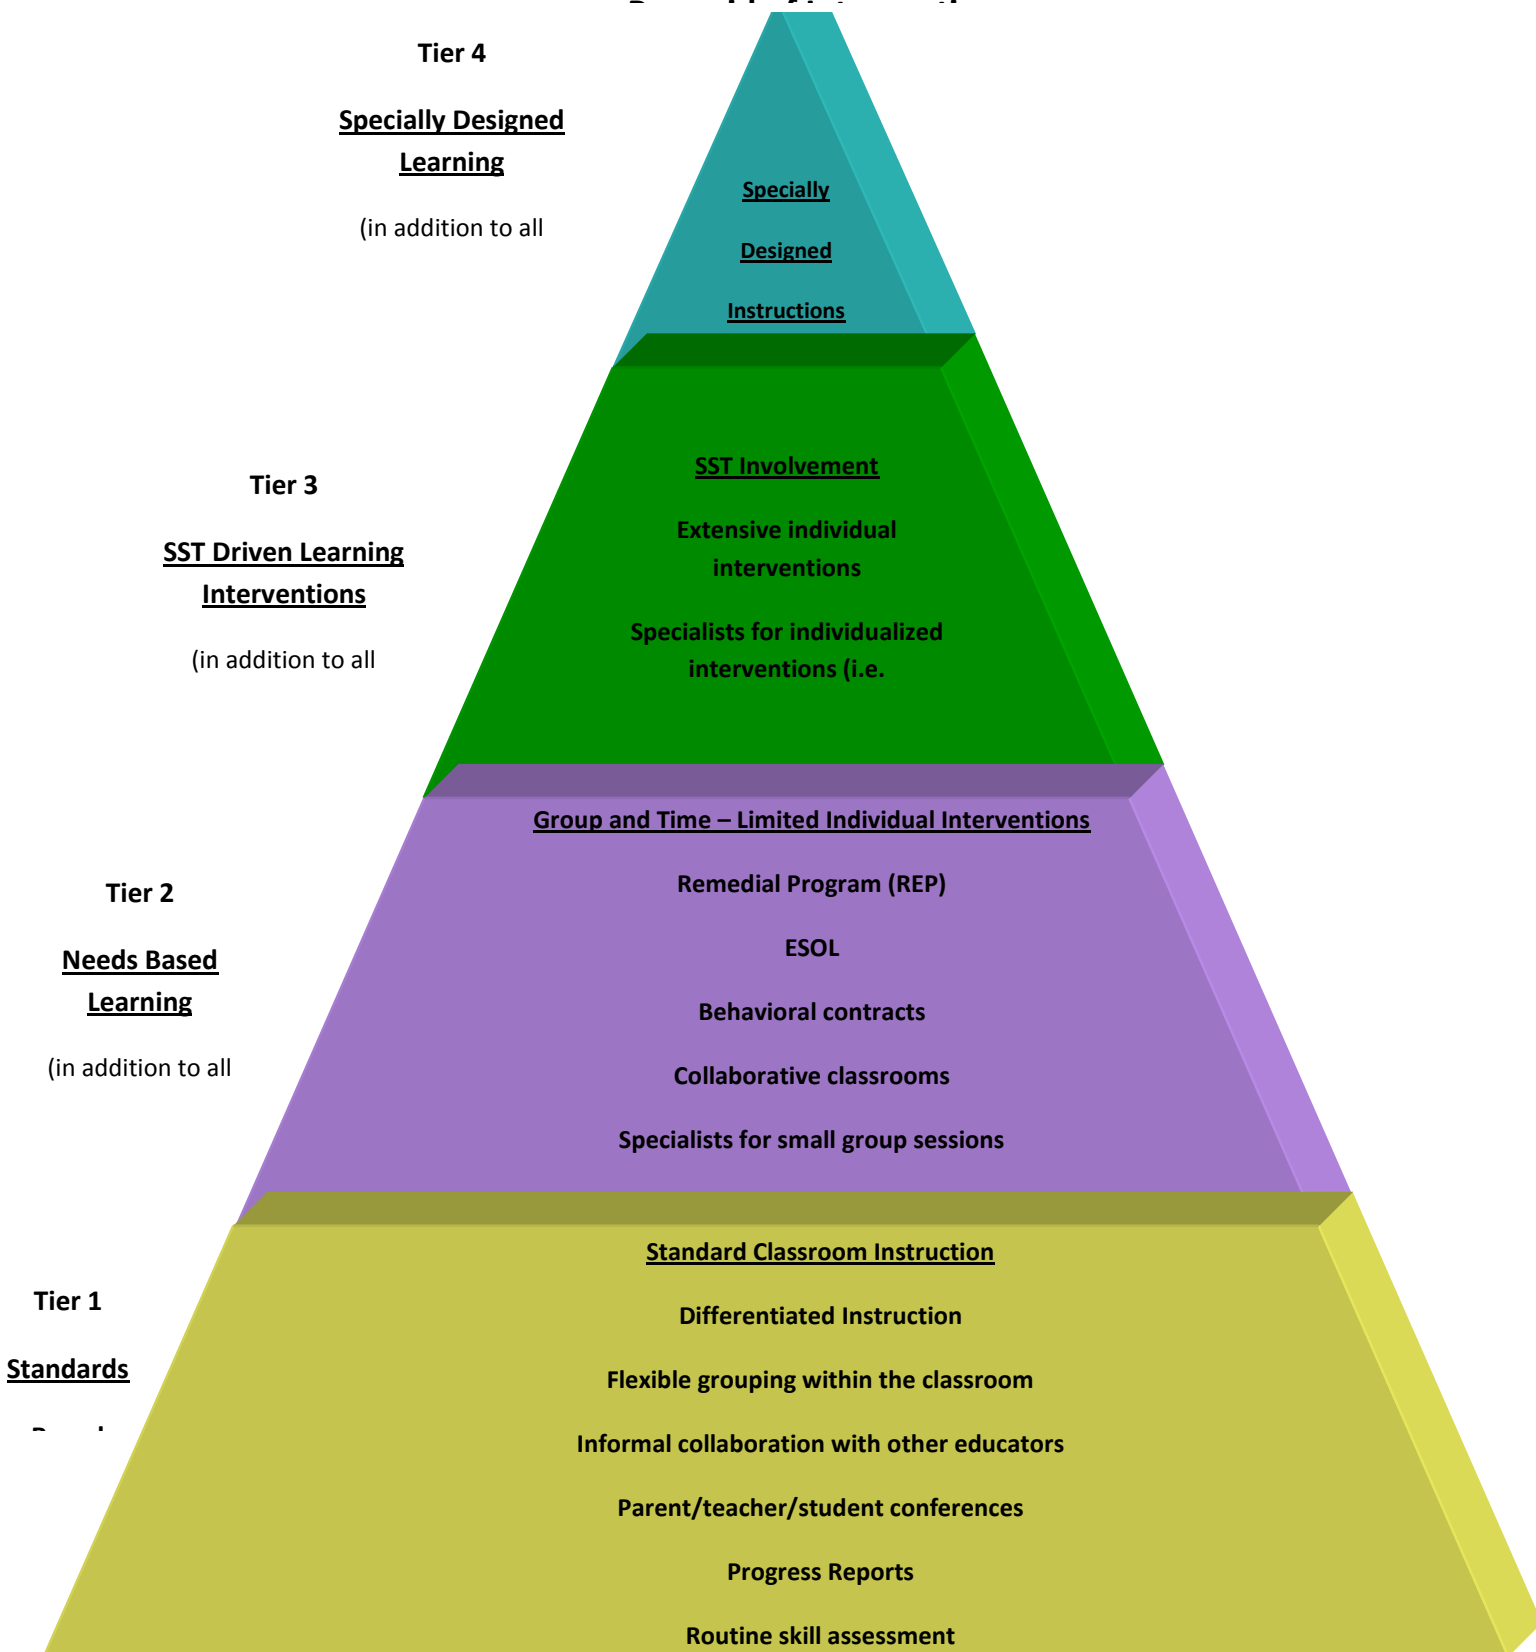 Tier 4
Specially Designed
Learning
(in addition to all
Specially
Designed
Instructions
Tier 3
SST Driven Learning
Interventions
(in addition to all
SST Involvement
Extensive individual
interventions
Specialists for individualized
interventions (i.e.
Tier 2
Needs Based
Learning
(in addition to all
Group and Time – Limited Individual Interventions
Remedial Program (REP)
ESOL
Behavioral contracts
Collaborative classrooms
Specialists for small group sessions
Tier 1
Standards
Standard Classroom Instruction
Differentiated Instruction
Flexible grouping within the classroom
Informal collaboration with other educators
Parent/teacher/student conferences
Progress Reports
Routine skill assessment